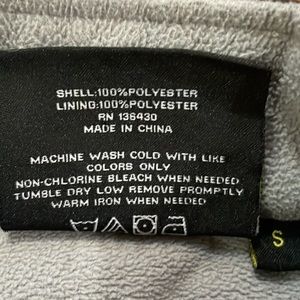 SHELL:100%POLYESTER
LINING:100%POLYESTER
RN 136430
MADE IN CHINA
MACHINE WASH COLD WITH LIKE
COLORS ONLY
NON-CHLORINE BLEACH WHEN NEEDED
TUMBLE DRY LOW REMOVE PROMPTLY
WARM IRON WHEN NEEDED
S